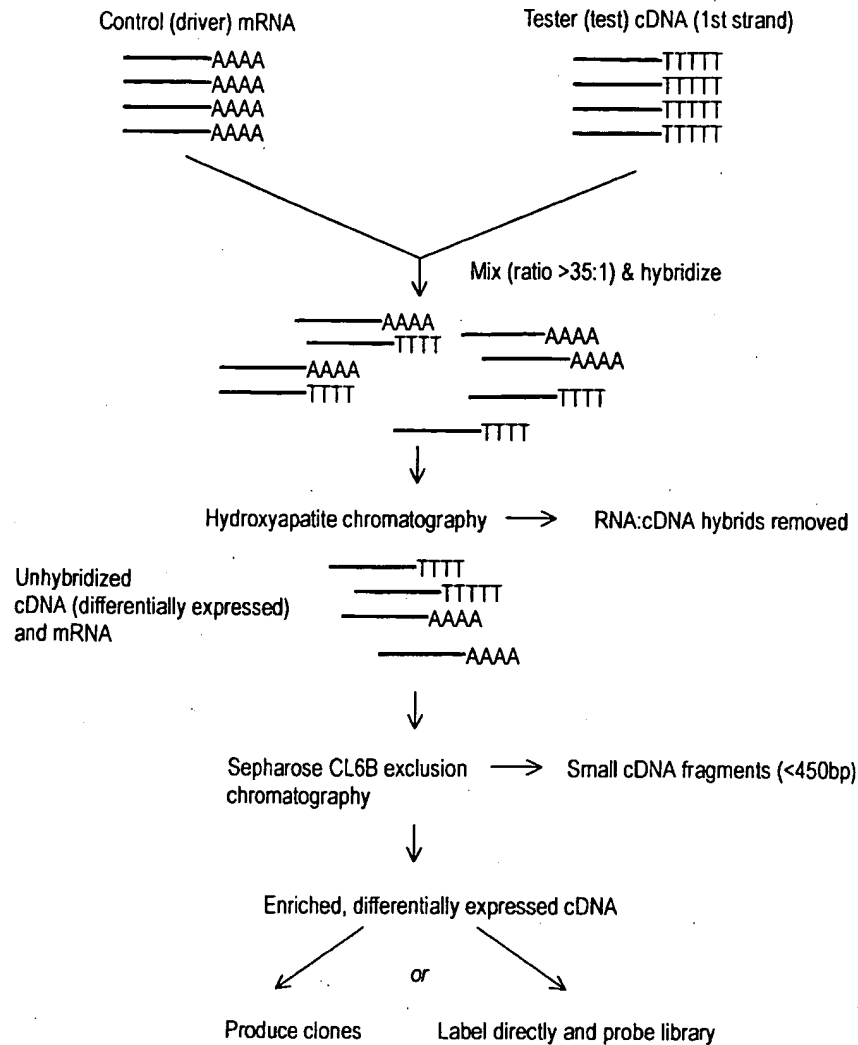 Control (driver) mRNA
Tester (test) cDNA (1st strand)
AAAA
AAAA
AAAA
AAAA
TTTTT
TTTTT
TTTTT
TTTTT
Mix (ratio >35:1) & hybridize
AAAA
TTTT
AAAA
TTTT
AAAA
AAAA
TTTT
TTTT
Hydroxyapatite chromatography
RNA:cDNA hybrids removed
Unhybridized
cDNA (differentially expressed)
and mRNA
TTTT
TTTTT
AAAA
AAAA
Sepharose CL6B exclusion
chromatography
Small cDNA fragments (<450bp)
Enriched, differentially expressed cDNA
or
Produce clones
Label directly and probe library